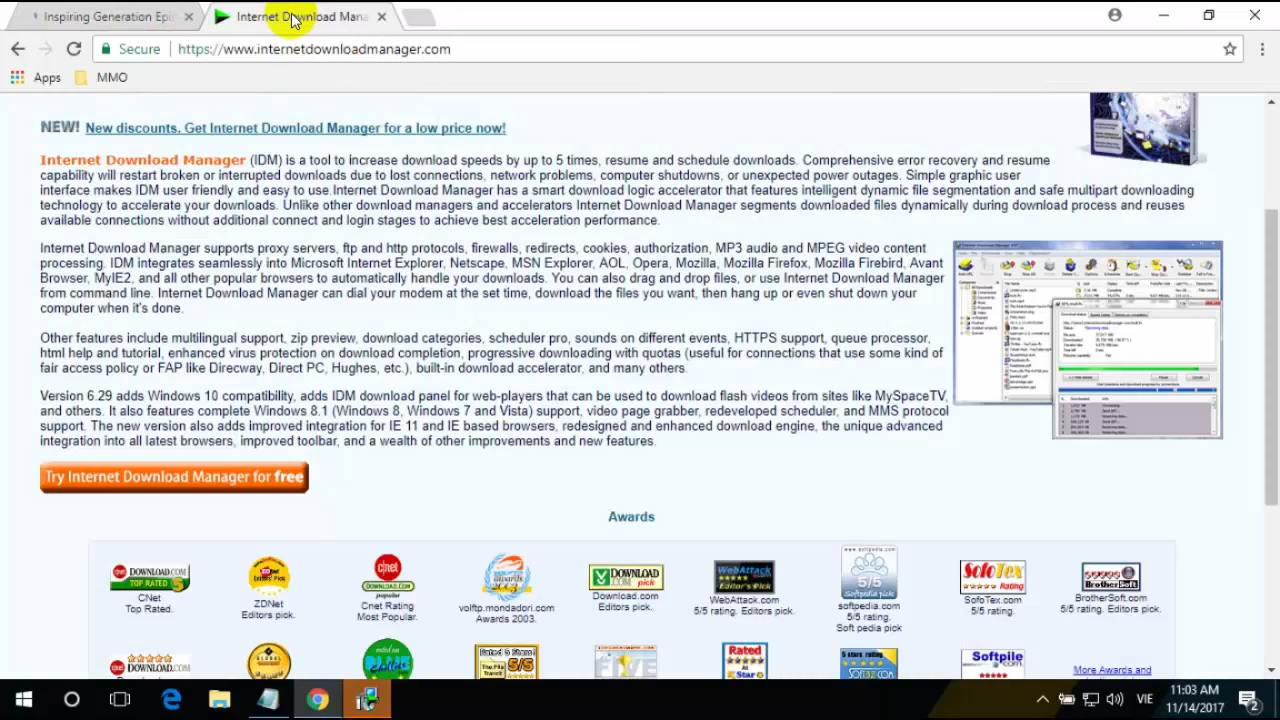 Inspiring Generation Epic
Internet Download Mana
Secure
https://www.internetdownloadmanager.com
Apps
MMO
NEW! New discounts. Get Internet Download Manager for a low price now!
Internet Download Manager (IDM) is a tool to increase download speeds by up to 5 times, resume and schedule downloads. Comprehensive error recovery and resume
capability will restart broken or interrupted downloads due to lost connections, network problems, computer shutdowns, or unexpected power outages. Simple graphic user
interface makes IDM user friendly and easy to use.Internet Download Manager has a smart download logic accelerator that features intelligent dynamic file segmentation and safe multipart downloading
technology to accelerate your downloads. Unlike other download managers and accelerators Internet Download Manager segments downloaded files dynamically during download process and reuses
available connections without additional connect and login stages to achieve best acceleration performance.
Internet Download Manager supports proxy servers, ftp and http protocols, firewalls, redirects, cookies, authorization, MP3 audio and MPEG video content
processing. IDM integrates seamlessly into Microsoft Internet Explorer, Netscape, MSN Explorer, AOL, Opera, Mozilla, Mozilla Firefox, Mozilla Firebird, Avant
Browser, MyIE2, and all other popular browsers to automatically handle your downloads. You can also drag and drop files, or use Internet Download Manager
from command line. Internet Download Manager can dial your modem at the set time, download the files you want, then hang up or even shut down your
computer when it's done.
Other features include multilingual support, zip preview, download categories, scheduler pro, sounds on different events, HTTPS support, queue processor,
html help and tutorial, enhanced virus protection on download completion, progressive downloading with quotas (useful for connections that use some kind of
fair access policy or FAP like Direcway, Direct PC, Hughes, etc.), built-in download accelerator, and many others.
Version 6.29 adds Windows 10 compatibility, adds IDM download panel for web-players that can be used to download flash videos from sites like MySpaceTV,
and others. It also features complete Windows 8.1 (Windows 8, Windows 7 and Vista) support, video page grabber, redeveloped scheduler, and MMS protocol
support. The new version also adds improved integration for IE 11 and IE based browsers, redesigned and enhanced download engine, the unique advanced
integration into all latest browsers, improved toolbar, and a wealth of other improvements and new features.
Try Internet Download Manager for free
Awards
CNet
Top Rated.
ZDNet
Editors pick.
Cnet Rating
Most Popular.
volftp.mondadori.com
Awards 2003.
Download.com
Editors pick.
WebAttack.com
5/5 rating. Editors pick.
softpedia.com
5/5 rating.
Soft pedia pick
SofoTex.com
5/5 rating.
BrotherSoft.com
5/5 rating. Editors pick.
More Awards and
VIE
11:03 AM
11/14/2017
2